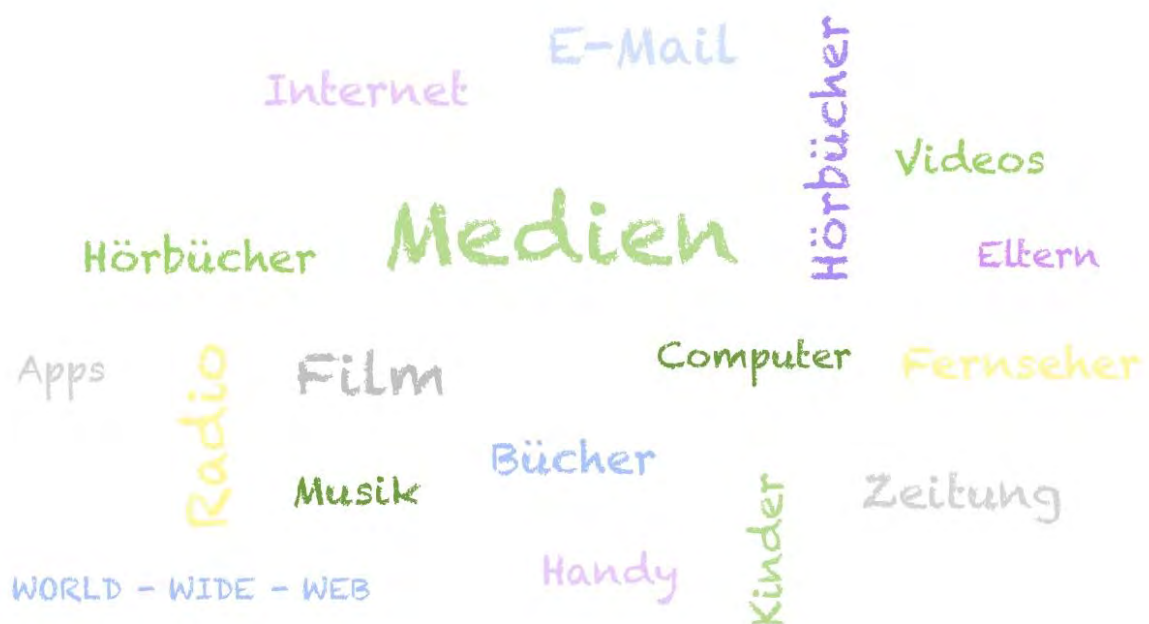 E-Mail
Internet
Hörbücher
Videos
Medien
Hörbücher
Eltern
Apps
Radio
Film
Computer
Fernseher
Bücher
Musik
Kinder
Zeitung
Handy
WORLD - WIDE - WEB